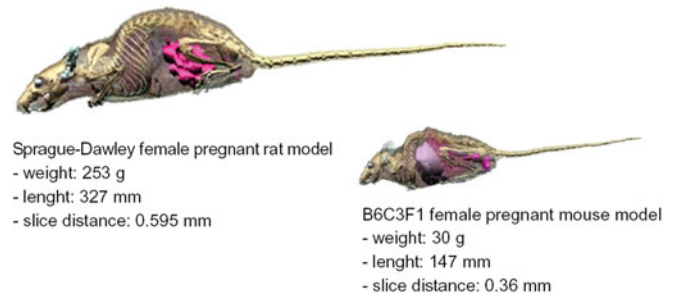 Sprague-Dawley female pregnant rat model
- weight: 253 g
- lenght: 327 mm
- slice distance: 0.595 mm
B6C3F1 female pregnant mouse model
- weight: 30 g
- lenght: 147 mm
- slice distance: 0.36 mm